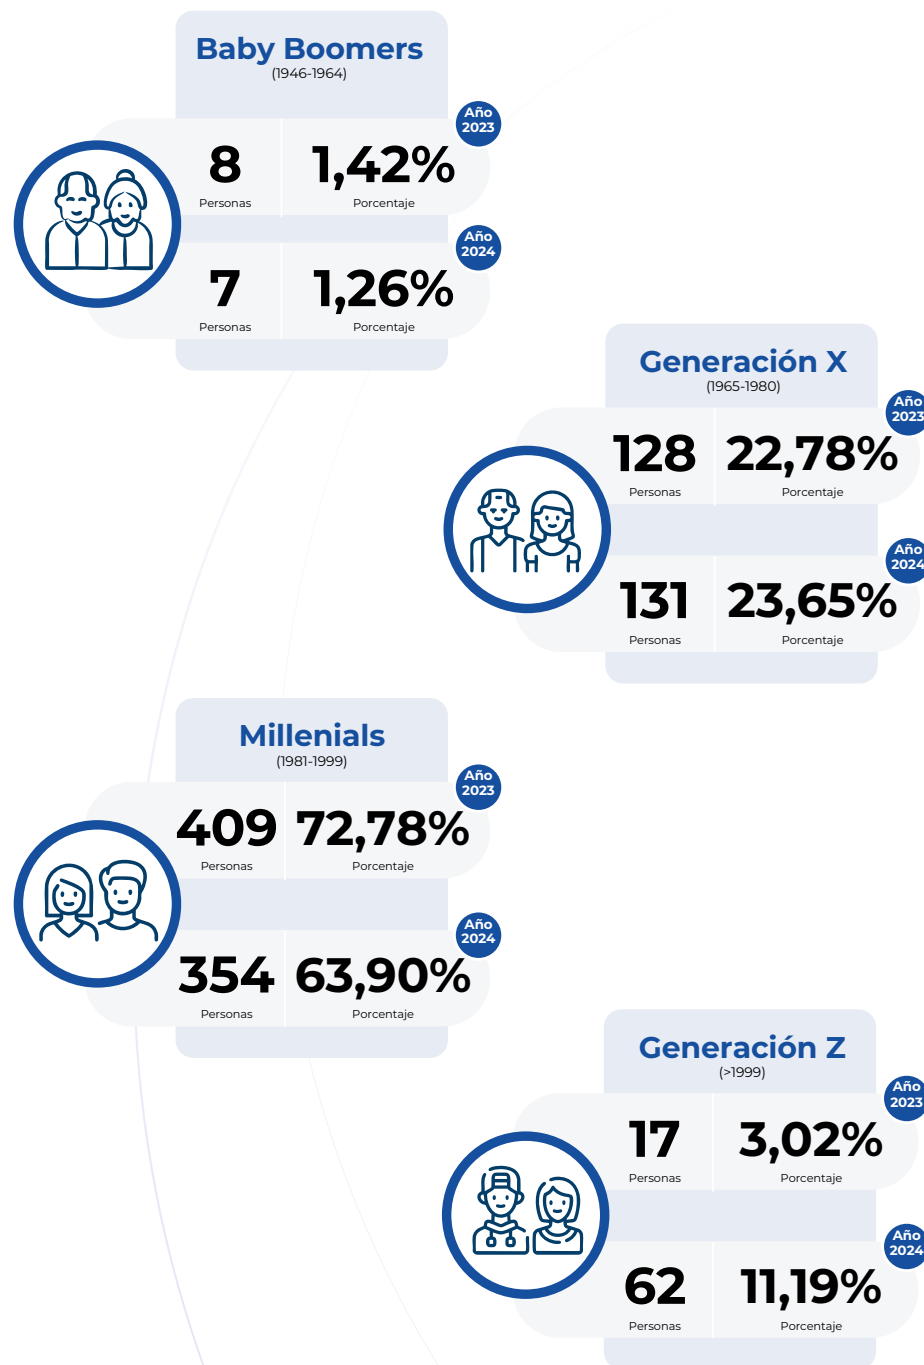 Baby Boomers
(1946-1964)
Año
2023
8
1,42%
Personas
Porcentaje
Año
2024
7
1,26%
Personas
Porcentaje
Generación X
(1965-1980)
Año
2023
128
22,78%
Personas
Porcentaje
Año
2024
131
23,65%
Personas
Porcentaje
Millenials
(1981-1999)
Año
2023
409
72,78%
Personas
Porcentaje
Año
2024
354
63,90%
Personas
Porcentaje
Generación Z
(>1999)
Año
2023
17
3,02%
Personas
Porcentaje
Año
2024
62
11,19%
Personas
Porcentaje